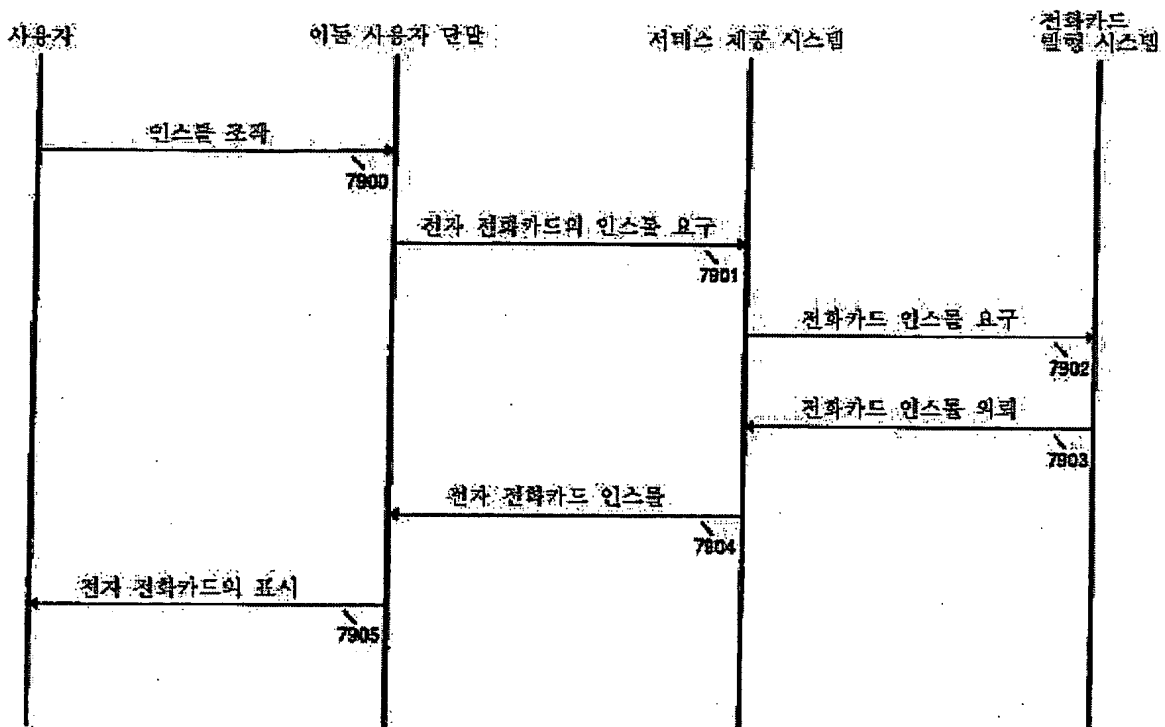 사용자
이동 사용자 단말
서비스 제공 시스템
전화카드
발행 시스템
인스톨 조작
7900
전자 전화카드의 인스톨 요구
7901
전화카드 인스톨 요구
7902
전화카드 인스톨 의뢰
7903
전자 전화카드 인스톨
7904
전자 전화카드의 표시
7905